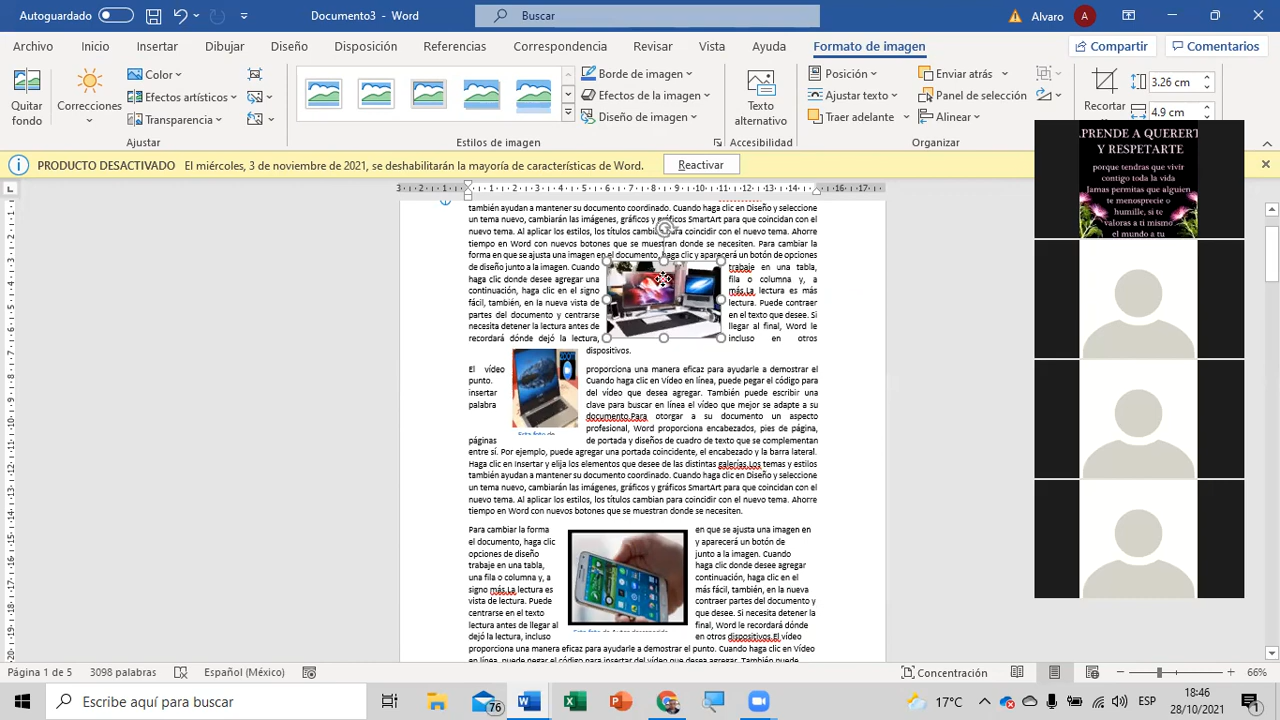 Autoguardado
Documento3 - Word
Buscar
Alvaro
A
Archivo Inicio Insertar Dibujar Diseño Disposición Referencias Correspondencia Revisar Vista Ayuda Formato de imagen
Compartir
Comentarios
Quitar fondo
Correcciones
Color
Efectos artísticos
Transparencia
Ajustar
Estilos de imagen
Borde de imagen
Efectos de la imagen
Diseño de imagen
Texto alternativo
Accesibilidad
Posición
Ajustar texto
Traer adelante
Enviar atrás
Panel de selección
Alinear
Organizar
Recortar
3.26 cm
4.9 cm
PRODUCTO DESACTIVADO El miércoles, 3 de noviembre de 2021, se deshabilitarán la mayoría de características de Word. Reactivar
APRENDE A QUERERT
Y RESPETARTE
porque tendras que vivir
contigo toda la vida
Jamas permitas que alguien
te menosprecie o
humille, si te
valoras a ti mismo
el mundo a tu
también ayudan a mantener su documento coordinado. Cuando haga clic en Diseño y seleccione
un tema nuevo, cambiarán las imágenes, gráficos y gráficos SmartArt para que coincidan con el
nuevo tema. Al aplicar los estilos, los títulos cambian para coincidir con el nuevo tema. Ahorre
tiempo en Word con nuevos botones que se muestran donde se necesiten. Para cambiar la
forma en que se ajusta una imagen en el documento, haga clic y aparecerá un botón de opciones
de diseño junto a la imagen. Cuando trabaje en una tabla,
haga clic donde desee agregar una fila o columna y, a
continuación, haga clic en el signo más.La lectura es más
fácil, también, en la nueva vista de lectura. Puede contraer
partes del documento y centrarse en el texto que desee. Si
necesita detener la lectura antes de llegar al final, Word le
recordará dónde dejó la lectura, incluso en otros
dispositivos.
El vídeo proporciona una manera eficaz para ayudarle a demostrar el
punto. Cuando haga clic en Vídeo en línea, puede pegar el código para
insertar del vídeo que desea agregar. También puede escribir una
palabra clave para buscar en línea el vídeo que mejor se adapte a su
documento.Para otorgar a su documento un aspecto
profesional, Word proporciona encabezados, pies de página,
páginas de portada y diseños de cuadro de texto que se complementan
entre sí. Por ejemplo, puede agregar una portada coincidente, el encabezado y la barra lateral.
Haga clic en Insertar y elija los elementos que desee de las distintas galerías.Los temas y estilos
también ayudan a mantener su documento coordinado. Cuando haga clic en Diseño y seleccione
un tema nuevo, cambiarán las imágenes, gráficos y gráficos SmartArt para que coincidan con el
nuevo tema. Al aplicar los estilos, los títulos cambian para coincidir con el nuevo tema. Ahorre
tiempo en Word con nuevos botones que se muestran donde se necesiten.
Para cambiar la forma en que se ajusta una imagen en
el documento, haga clic y aparecerá un botón de
opciones de diseño junto a la imagen. Cuando
trabaje en una tabla, haga clic donde desee agregar
una fila o columna y, a continuación, haga clic en el
signo más.La lectura es más fácil, también, en la nueva
vista de lectura. Puede contraer partes del documento y
centrarse en el texto que desee. Si necesita detener la
lectura antes de llegar al final, Word le recordará dónde
dejó la lectura, incluso en otros dispositivos.El vídeo
proporciona una manera eficaz para ayudarle a demostrar el punto. Cuando haga clic en Vídeo
Página 1 de 5 3098 palabras Español (México) Concentración 66%
Escribe aquí para buscar
76
17°C
ESP
18:46
28/10/2021
1